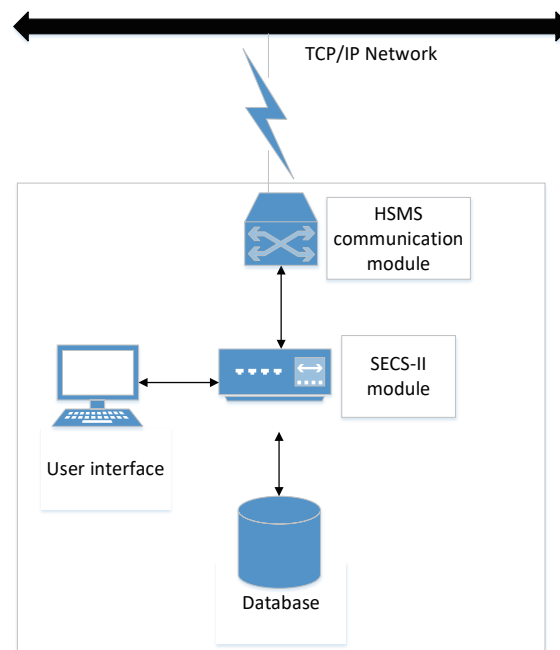 TCP/IP Network
HSMS
communication
module
SECS-II
module
User interface
Database